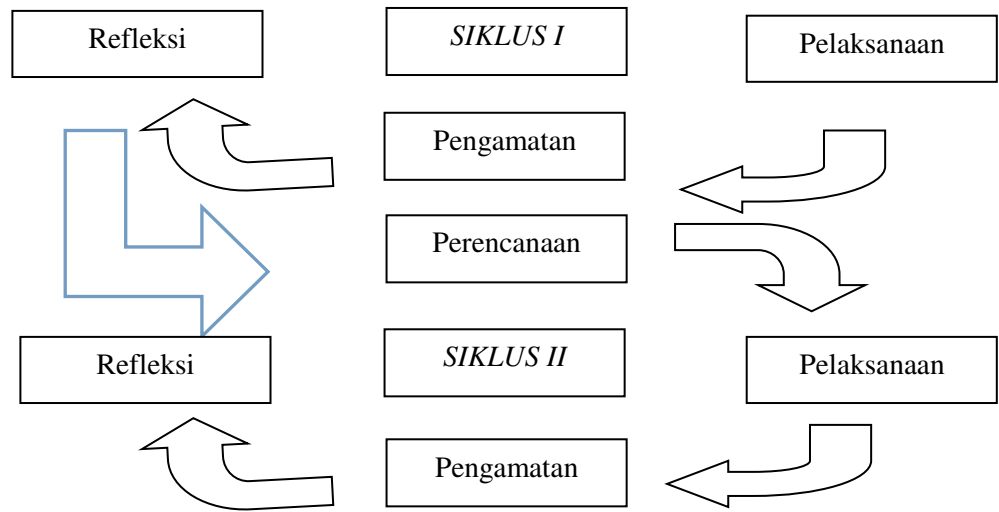 Refleksi
SIKLUS I
Pelaksanaan
Pengamatan
Perencanaan
Refleksi
SIKLUS II
Pelaksanaan
Pengamatan